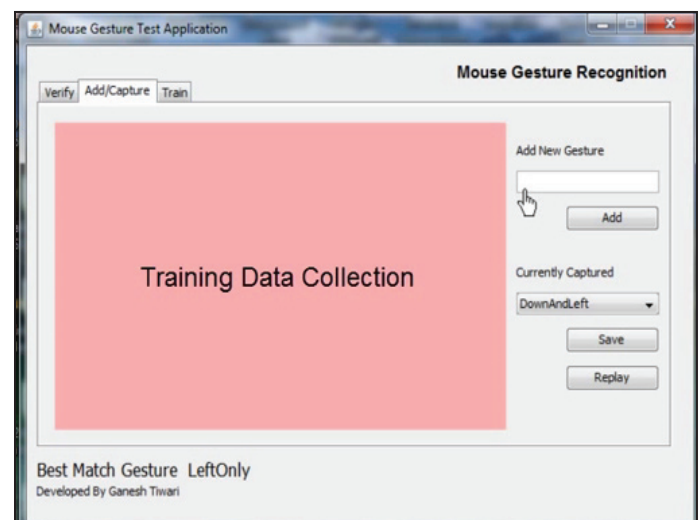 Mouse Gesture Test Application
Mouse Gesture Recognition
Verify Add/Capture Train
Add New Gesture
Add
Training Data Collection
Currently Captured
DownAndLeft
Save
Replay
Best Match Gesture LeftOnly
Developed By Ganesh Tiwari